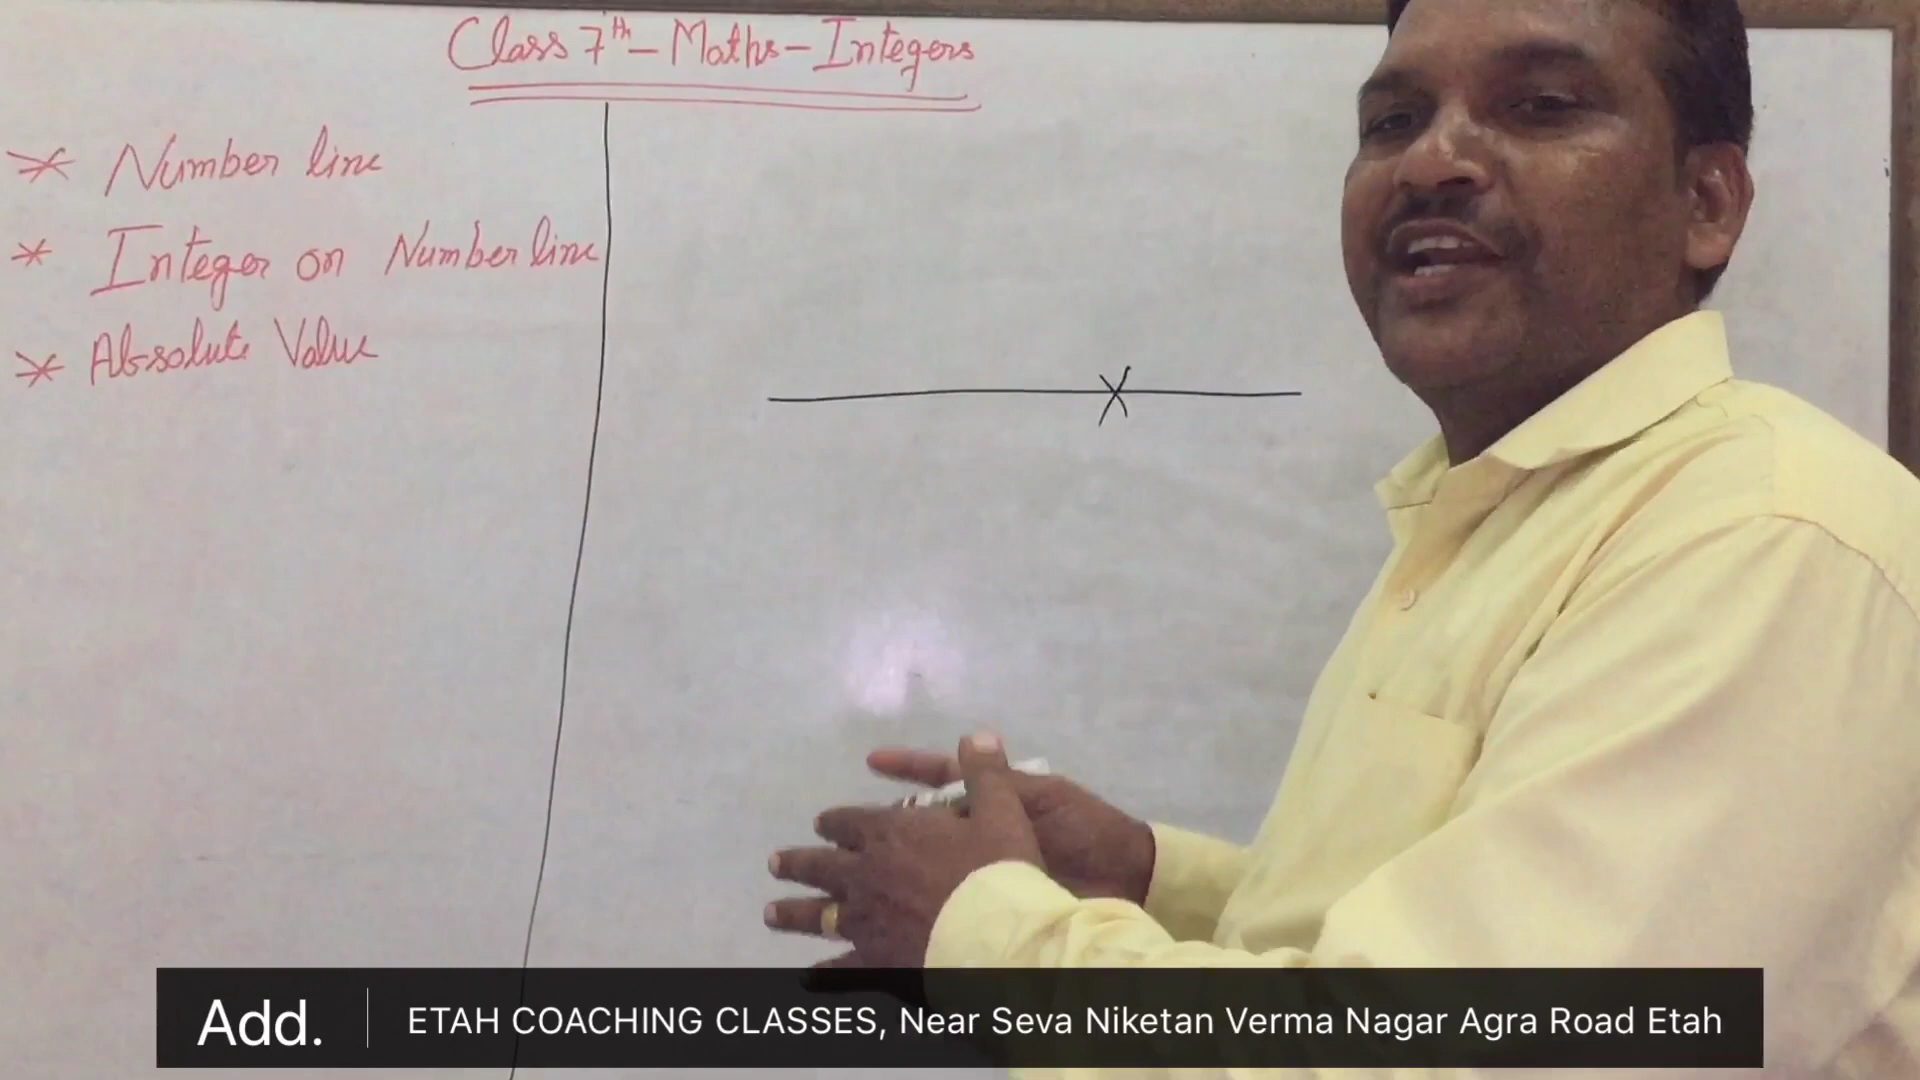 Class 7th - Maths - Integers
* Number line
* Integer on Number line
* Absolute Value
Add. | ETAH COACHING CLASSES, Near Seva Niketan Verma Nagar Agra Road Etah